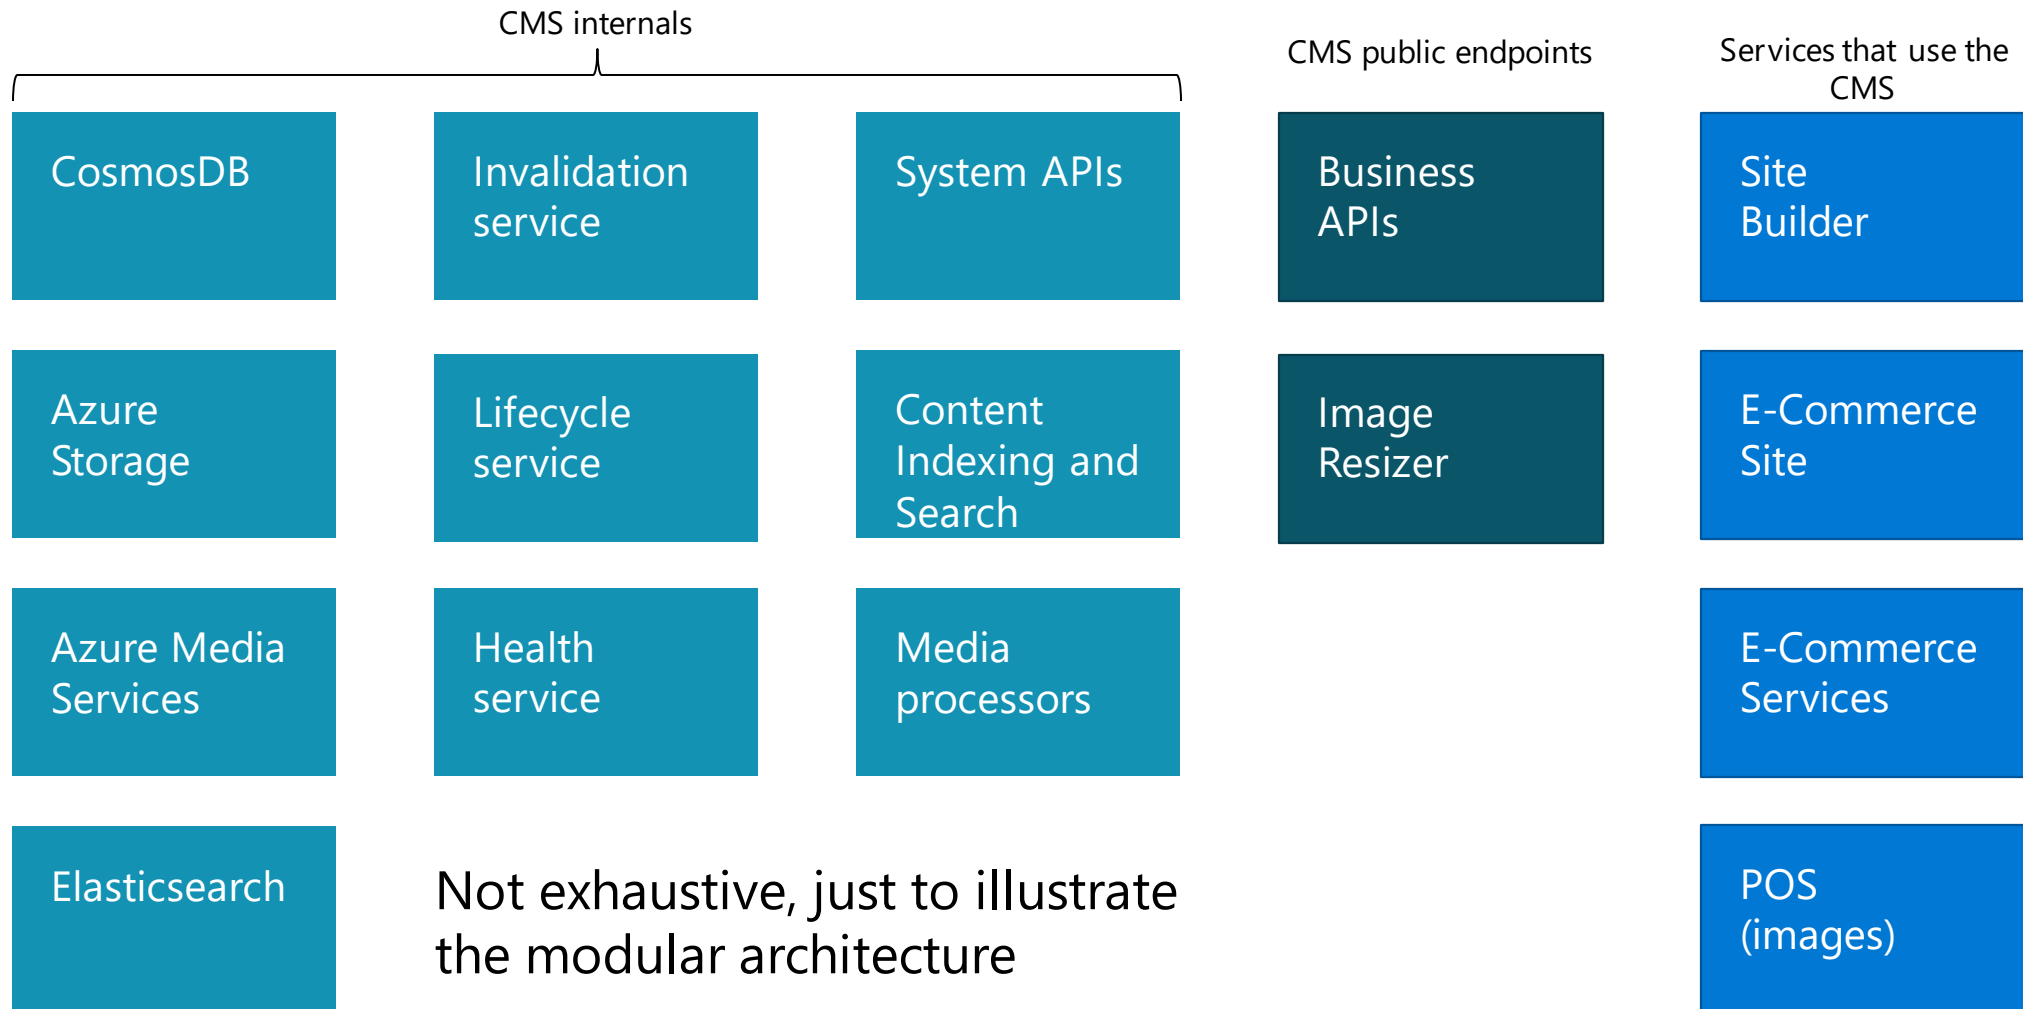 CMS internals
CMS public endpoints
Services that use the
CMS
CosmosDB
Invalidation
service
System APIs
Business
APIs
Site
Builder
Azure
Storage
Lifecycle
service
Content
Indexing and
Search
Image
Resizer
E-Commerce
Site
Azure Media
Services
Health
service
Media
processors
E-Commerce
Services
Elasticsearch
Not exhaustive, just to illustrate
the modular architecture
POS
(images)